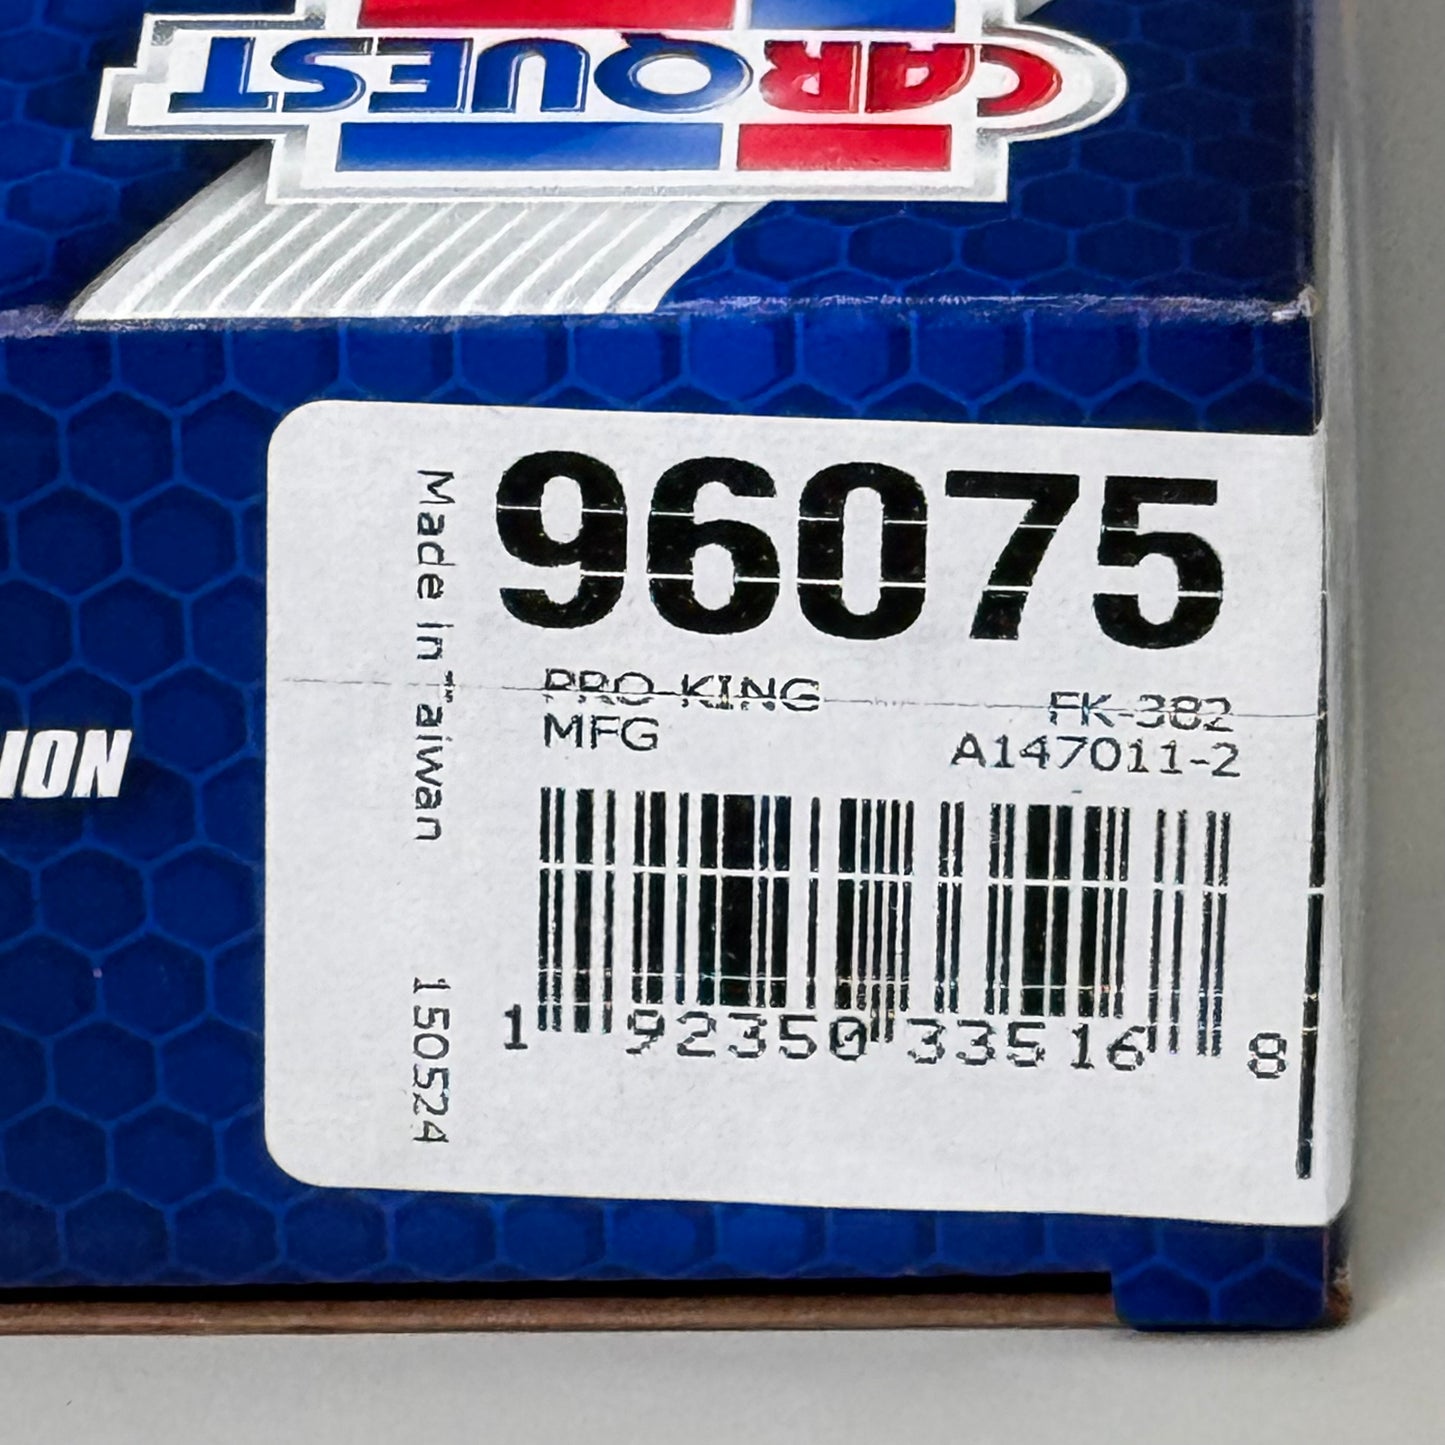 CARQUEST
ION
96075
PRO-KING
MFG
FK-382
A147011-2
Made in Taiwan
150524
1 92350 33516 8